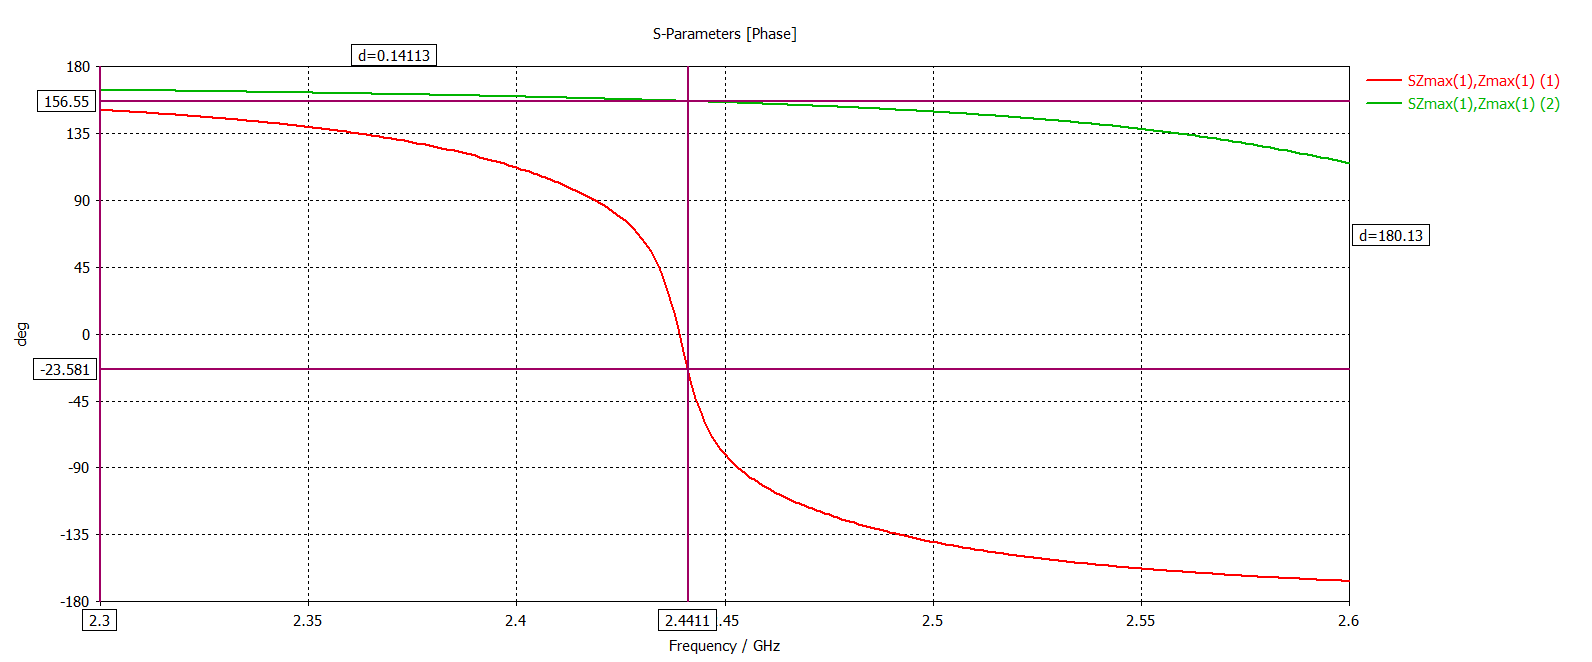 S-Parameters [Phase]
d=0.14113
180
156.55
135
90
45
0
-23.581
-45
-90
-135
-180
deg
2.3
2.35
2.4
2.4411
.45
2.5
2.55
2.6
Frequency / GHz
d=180.13
SZmax(1),Zmax(1) (1)
SZmax(1),Zmax(1) (2)